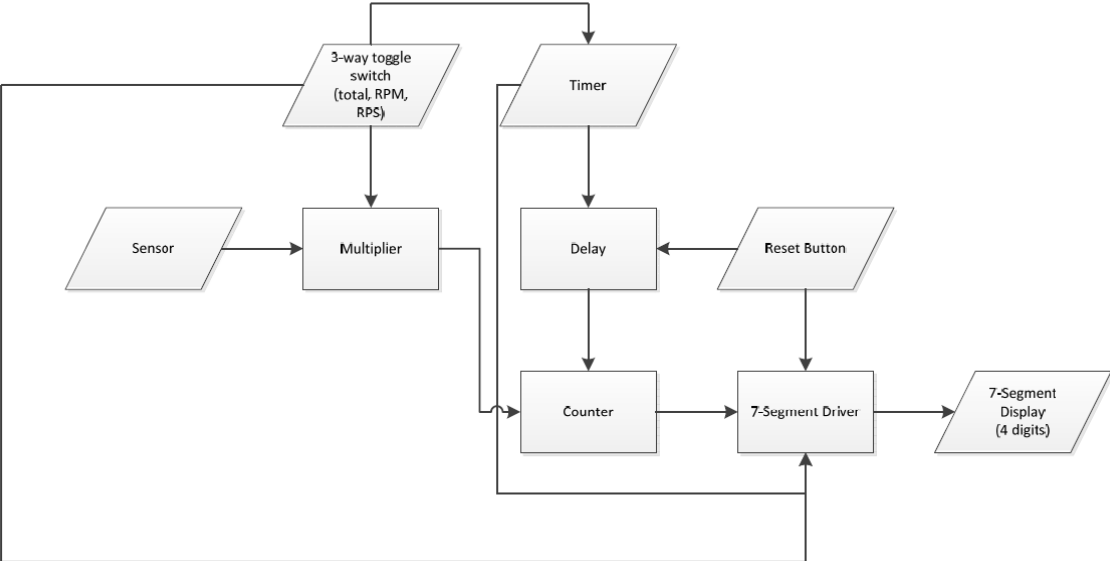 3-way toggle
switch
(total, RPM,
RPS)
Timer
Sensor
Multiplier
Delay
Reset Button
Counter
7-Segment Driver
7-Segment
Display
(4 digits)